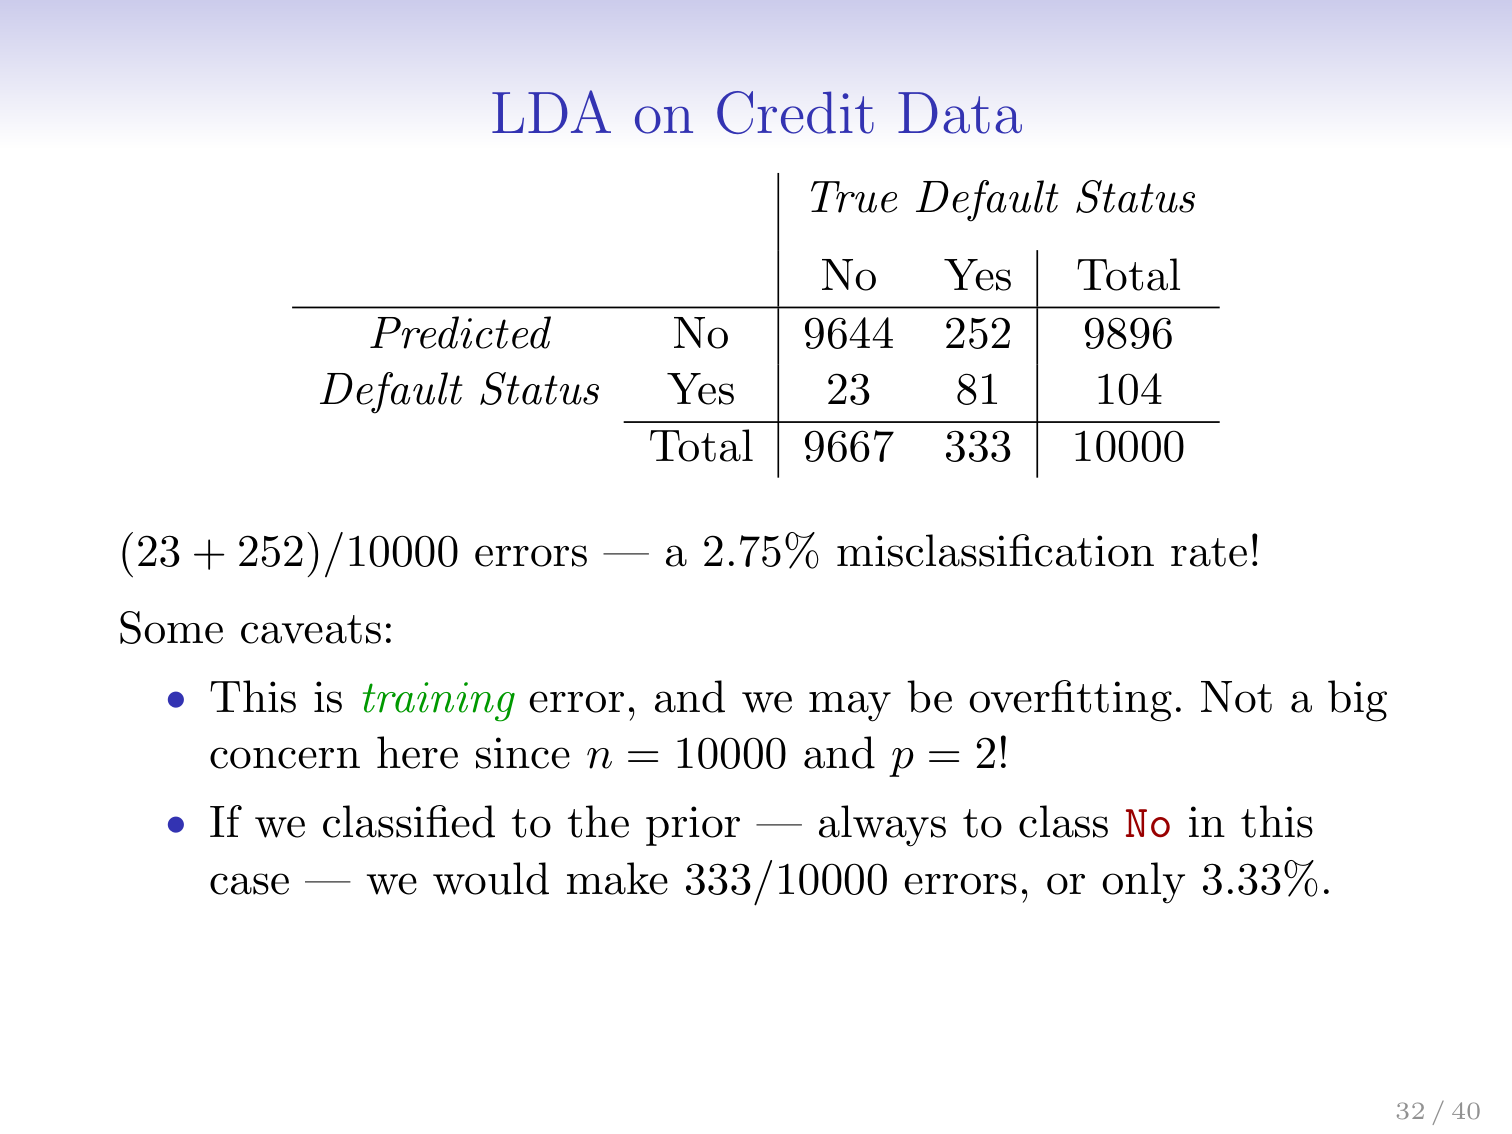 LDA on Credit Data
True Default Status
No Yes Total
Predicted No 9644 252 9896
Default Status Yes 23 81 104
Total 9667 333 10000
(23 + 252)/10000 errors — a 2.75% misclassification rate!
Some caveats:
• This is training error, and we may be overfitting. Not a big
concern here since n = 10000 and p = 2!
• If we classified to the prior — always to class No in this
case — we would make 333/10000 errors, or only 3.33%.
32 / 40